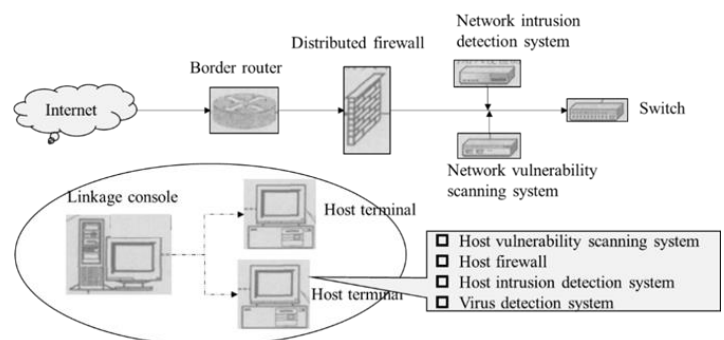 Network intrusion
detection system
Distributed firewall
Border router
Internet
Switch
Network vulnerability
scanning system
Linkage console
Host terminal
Host terminal
Host vulnerability scanning system
Host firewall
Host intrusion detection system
Virus detection system